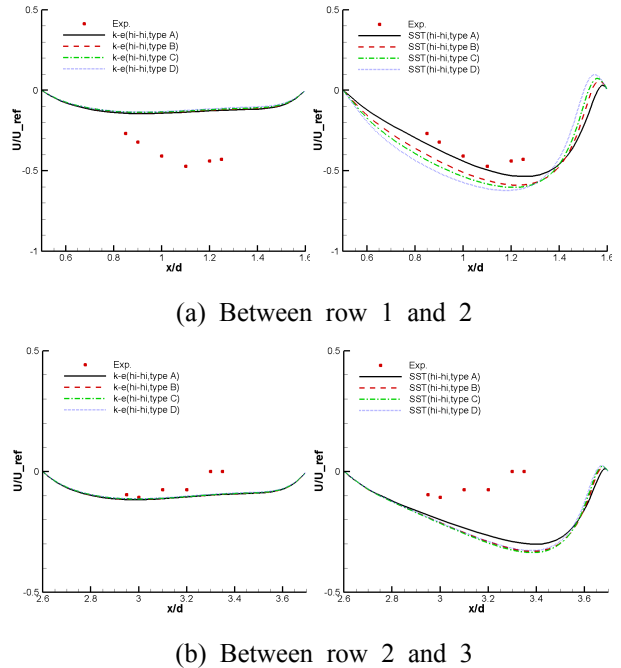 0.5
0
-0.5
-1
U/U_ref
0.6 0.8 1 1.2 1.4 1.6
x/d
Exp.
k-e(hi-hi,type A)
k-e(hi-hi,type B)
k-e(hi-hi,type C)
k-e(hi-hi,type D)
0.5
0
-0.5
-1
U/U_ref
0.6 0.8 1 1.2 1.4 1.6
x/d
Exp.
SST(hi-hi,type A)
SST(hi-hi,type B)
SST(hi-hi,type C)
SST(hi-hi,type D)
(a) Between row 1 and 2
0.5
0
-0.5
U/U_ref
2.6 2.8 3 3.2 3.4 3.6
x/d
Exp.
k-e(hi-hi,type A)
k-e(hi-hi,type B)
k-e(hi-hi,type C)
k-e(hi-hi,type D)
0.5
0
-0.5
U/U_ref
2.6 2.8 3 3.2 3.4 3.6
x/d
Exp.
SST(hi-hi,type A)
SST(hi-hi,type B)
SST(hi-hi,type C)
SST(hi-hi,type D)
(b) Between row 2 and 3